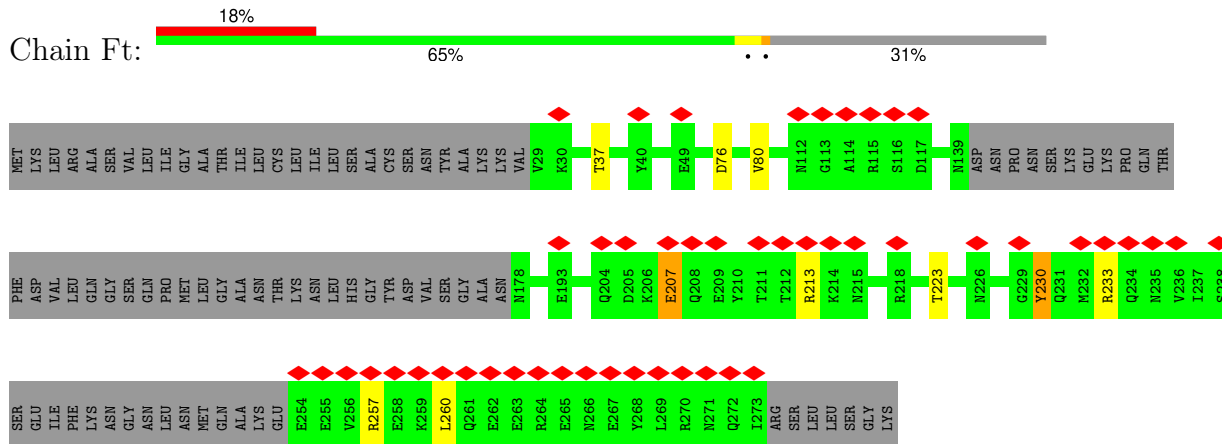 18%
Chain Ft:
65% • • 31%
MET LYS LEU ARG ALA SER VAL LEU ILE GLY ALA THR ILE LEU CYS LEU ILE LEU SER ALA CYS SER ASN TYR ALA LYS LYS VAL V29 K30 T37 Y40 E49 D76 V80 N112 G113 A114 R115 S116 D117 N139 ASP ASN PRO ASN SER LYS GLU LYS PRO GLN THR
PHE ASP VAL LEU GLN GLY SER GLN PRO MET LEU GLY ALA ASN THR LYS ASN LEU HIS GLY TYR ASP VAL SER GLY ALA ASN N178 E193 Q204 D205 K206 E207 Q208 E209 Y210 T211 T212 R213 K214 N215 R218 T223 N226 G229 Y230 Q231 M232 R233 Q234 N235 V236 I237 S238
SER GLU ILE PHE LYS ASN GLY ASN LEU ASN MET GLN ALA LYS GLU E254 E255 V256 R257 E258 K259 L260 Q261 E262 E263 R264 E265 N266 E267 Y268 L269 R270 N271 Q272 I273 ARG SER LEU LEU SER GLY LYS